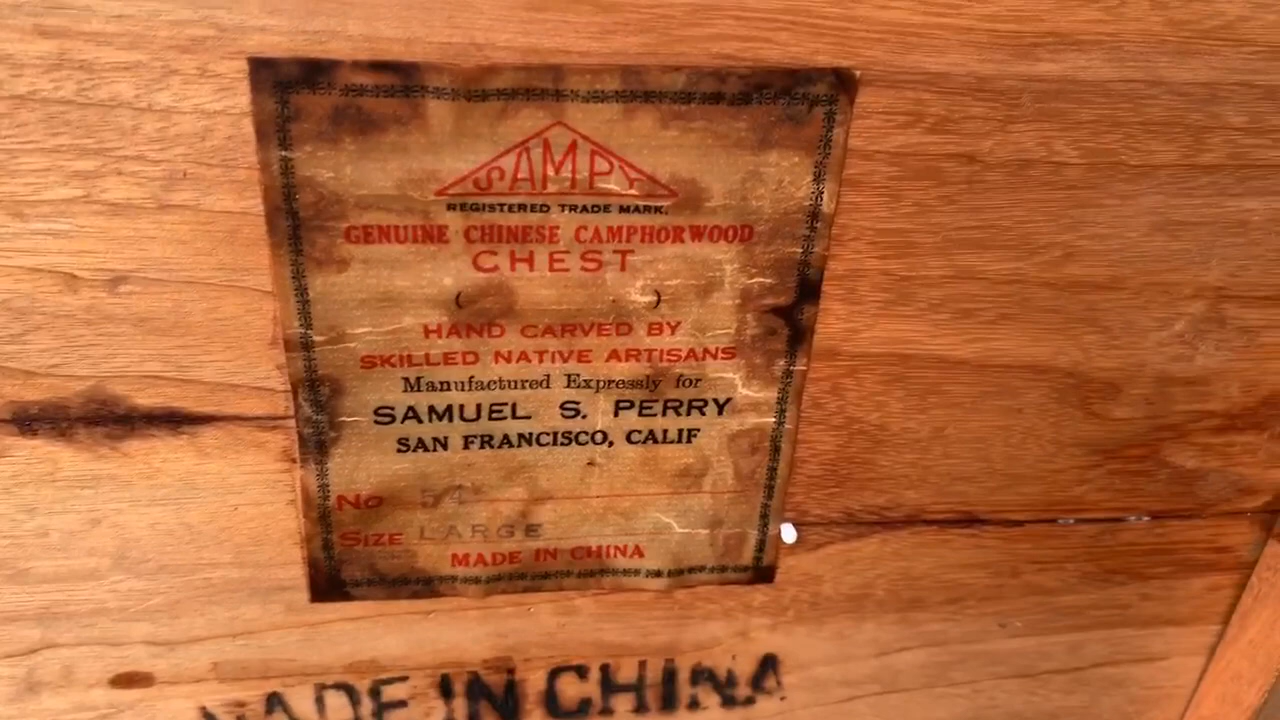 SAMPY
REGISTERED TRADE MARK.
GENUINE CHINESE CAMPHORWOOD
CHEST
( )
HAND CARVED BY
SKILLED NATIVE ARTISANS
Manufactured Expressly for
SAMUEL S. PERRY
SAN FRANCISCO, CALIF
No 54
SIZE LARGE
MADE IN CHINA
MADE IN CHINA